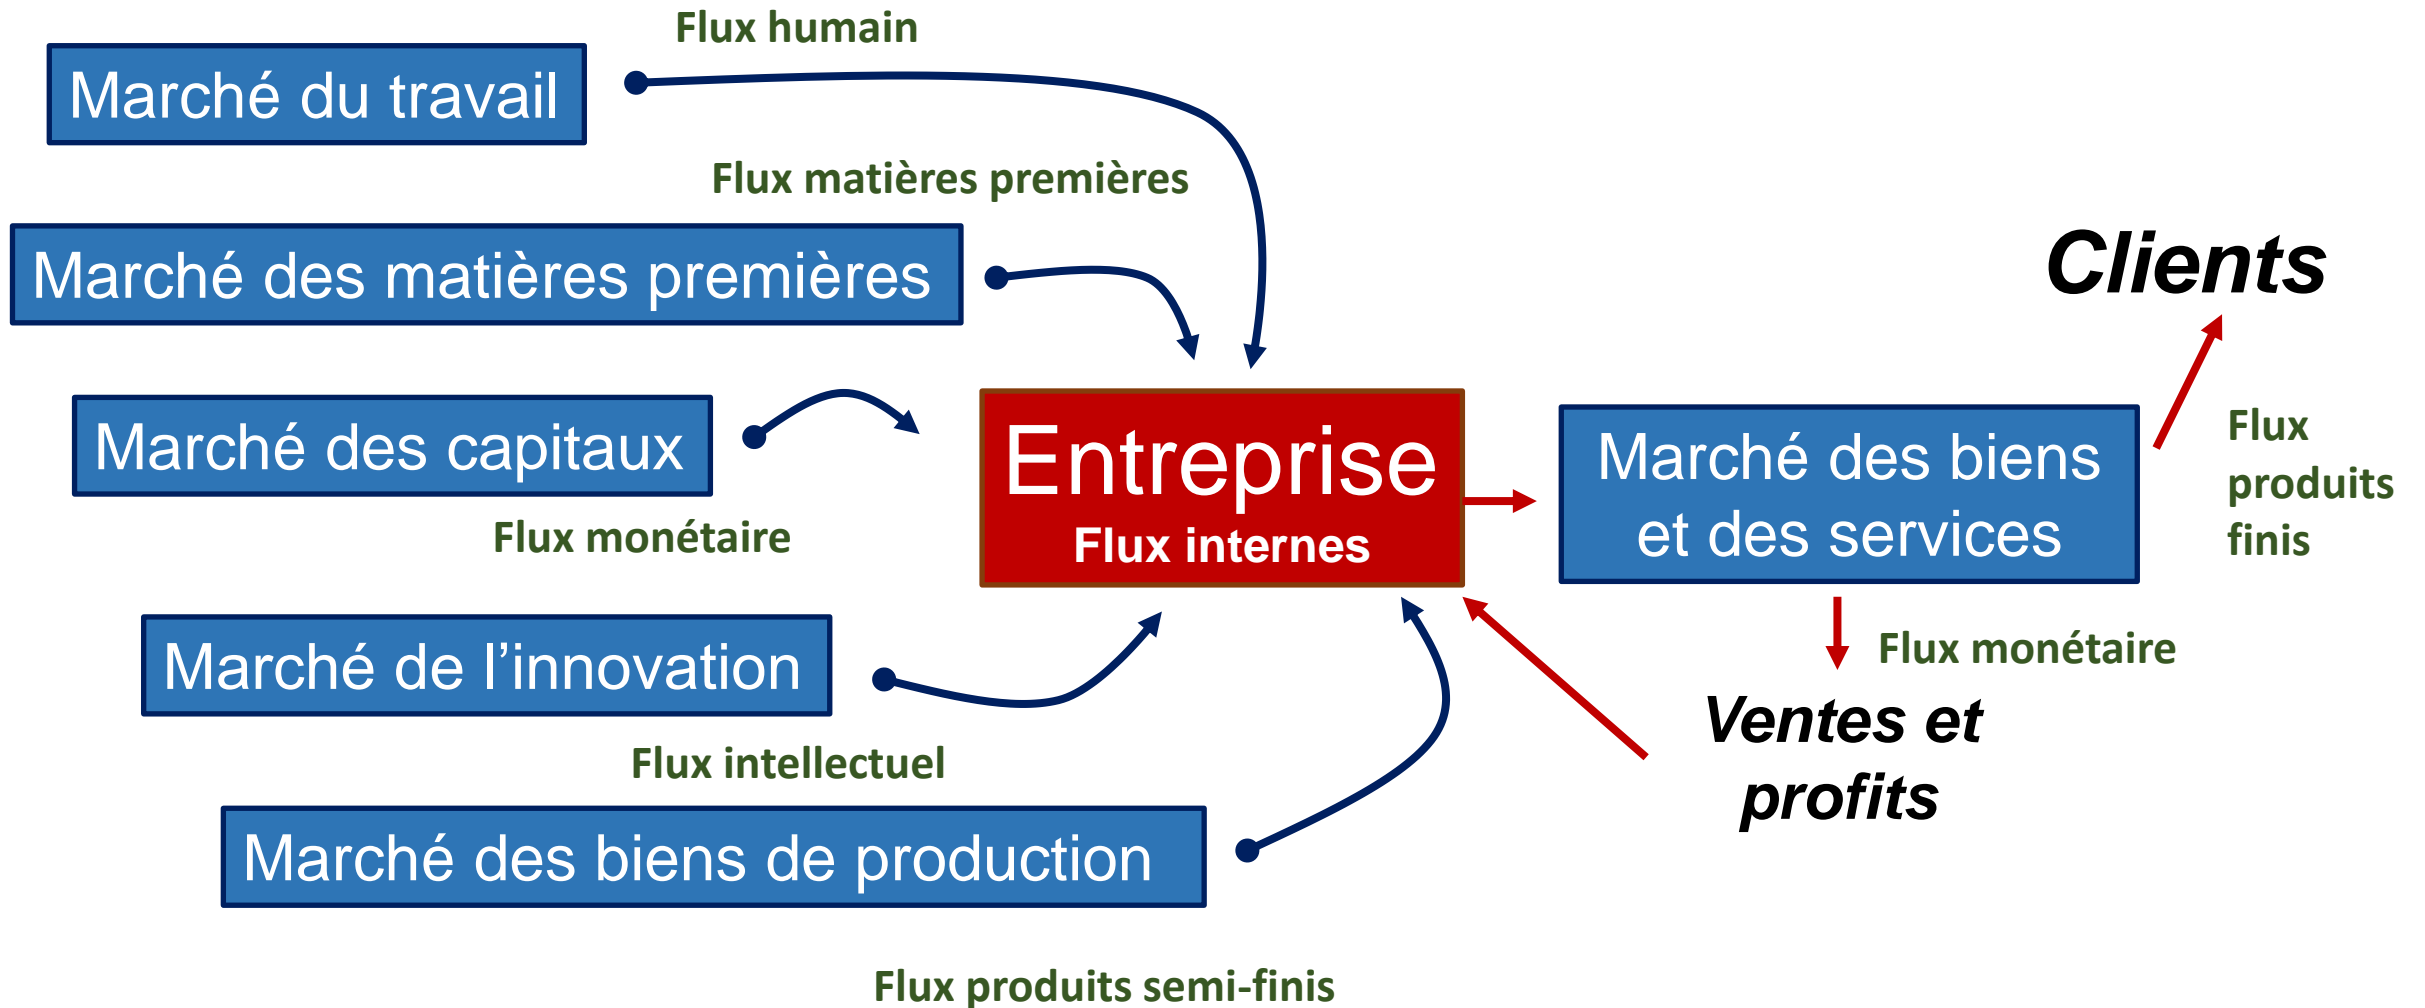 Flux humain
Marché du travail
Flux matières premières
Marché des matières premières
Clients
Marché des capitaux
Flux monétaire
Entreprise
Flux internes
Marché des biens
et des services
Flux
produits
finis
Marché de l’innovation
Flux monétaire
Ventes et
profits
Flux intellectuel
Marché des biens de production
Flux produits semi-finis